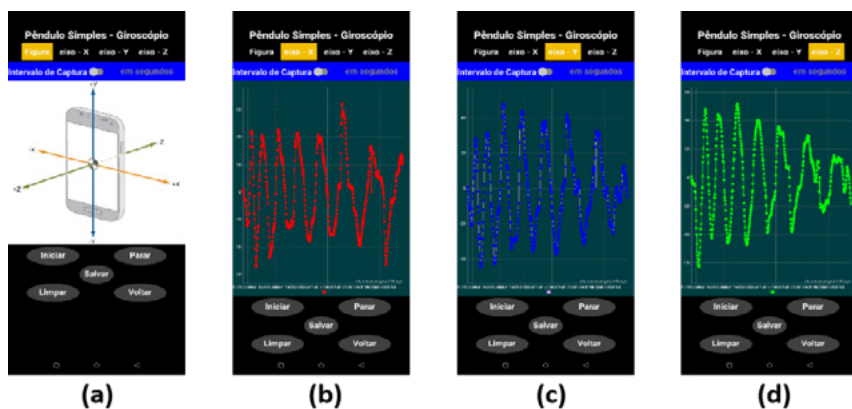 Pêndulo Simples - Giroscópio
Figura eixo - X eixo - Y eixo - Z
Intervalo de Captura em segundos
+Y
-X
-Z
+Z
+X
Iniciar Parar
Salvar
Limpar Voltar
(a)
Pêndulo Simples - Giroscópio
Figura eixo - X eixo - Y eixo - Z
Intervalo de Captura em segundos
Iniciar Parar
Salvar
Limpar Voltar
(b)
Pêndulo Simples - Giroscópio
Figura eixo - X eixo - Y eixo - Z
Intervalo de Captura em segundos
Iniciar Parar
Salvar
Limpar Voltar
(c)
Pêndulo Simples - Giroscópio
Figura eixo - X eixo - Y eixo - Z
Intervalo de Captura em segundos
Iniciar Parar
Salvar
Limpar Voltar
(d)